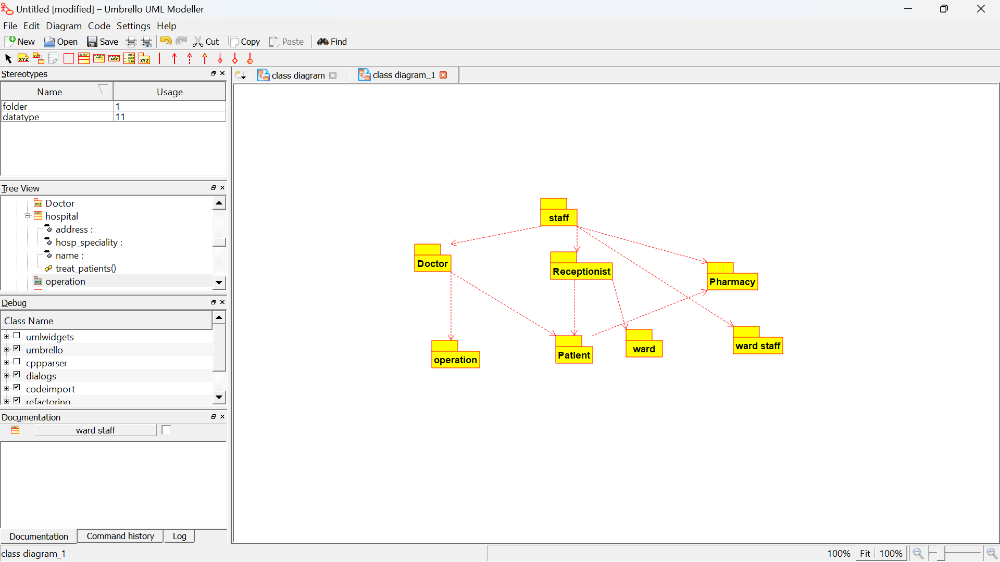 Untitled [modified] – Umbrello UML Modeller
File Edit Diagram Code Settings Help
New Open Save Cut Copy Paste Find
Stereotypes
class diagram class diagram_1
Name Usage
folder 1
datatype 11
Tree View
Doctor
hospital
address :
hosp_speciality :
name :
treat_patients()
operation
Debug
Class Name
umlwidgets
umbrello
cppparser
dialogs
codeimport
refactoring
Documentation
ward staff
Documentation Command history Log
staff
Doctor
Receptionist
Pharmacy
operation
Patient
ward
ward staff
class diagram_1
100% Fit 100%